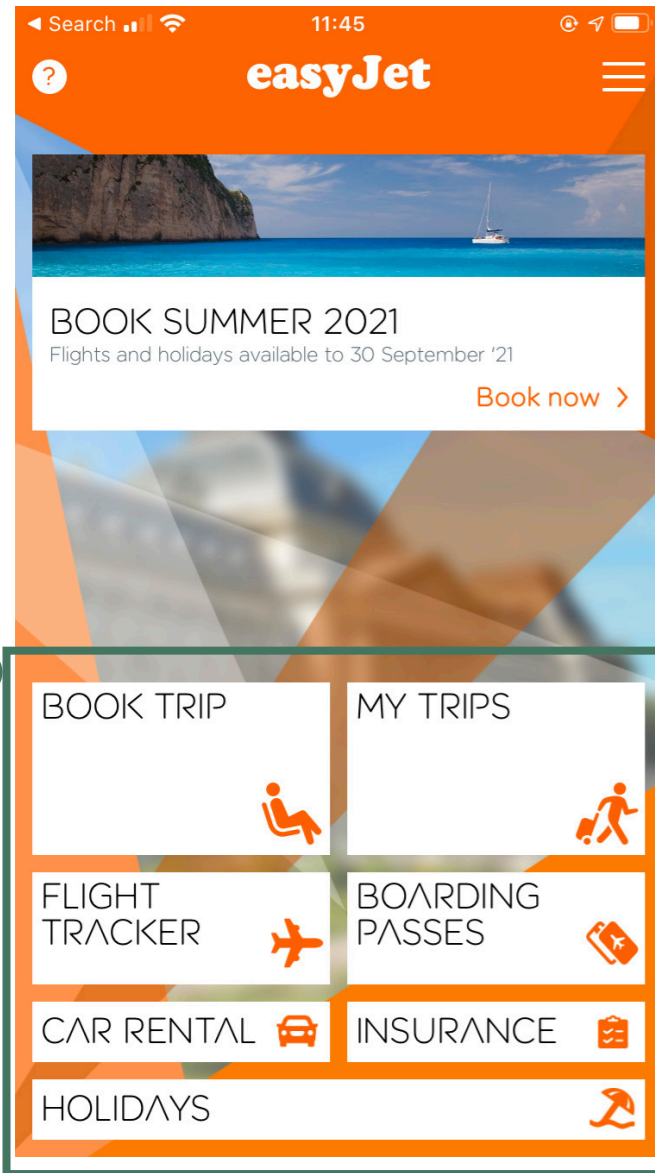 Search 11:45
? easyJet
BOOK SUMMER 2021
Flights and holidays available to 30 September '21
Book now
BOOK TRIP
MY TRIPS
FLIGHT
TRACKER
BOARDING
PASSES
CAR RENTAL
INSURANCE
HOLIDAYS